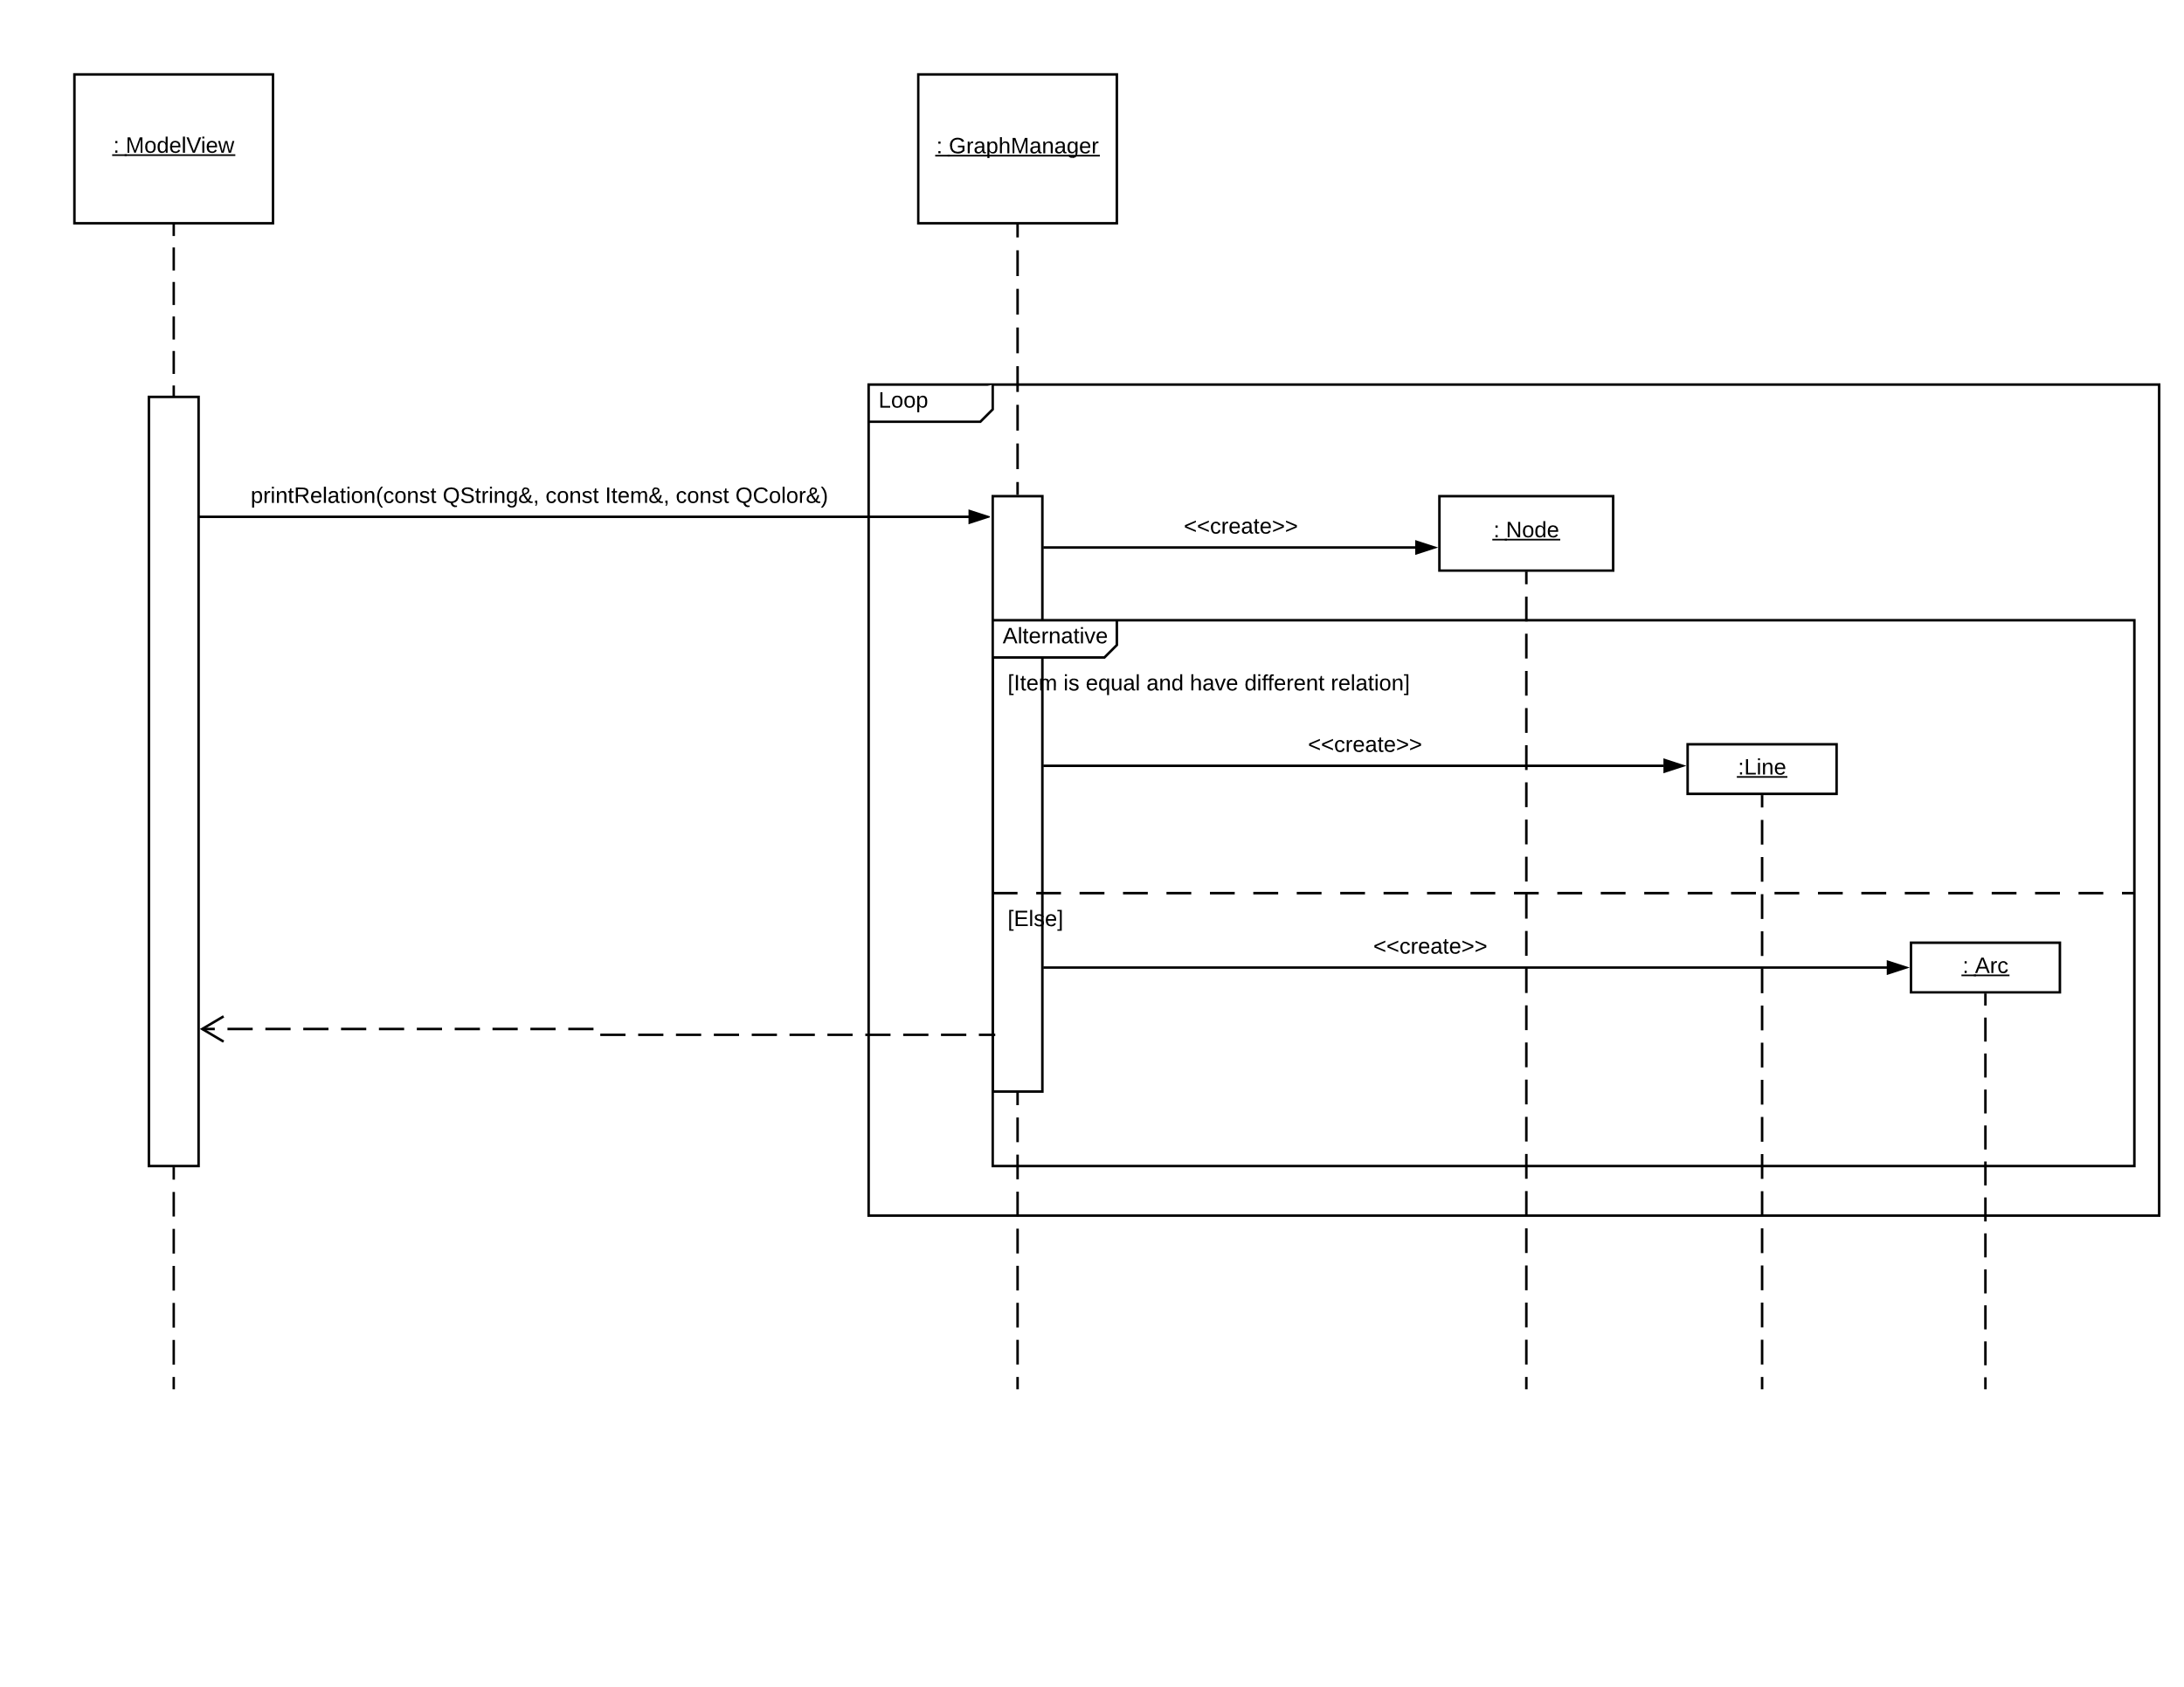 : ModelView
: GraphManager
Loop
printRelation(const QString&, const Item&, const QColor&)
<<create>>
: Node
Alternative
[Item is equal and have different relation]
<<create>>
:Line
[Else]
<<create>>
: Arc